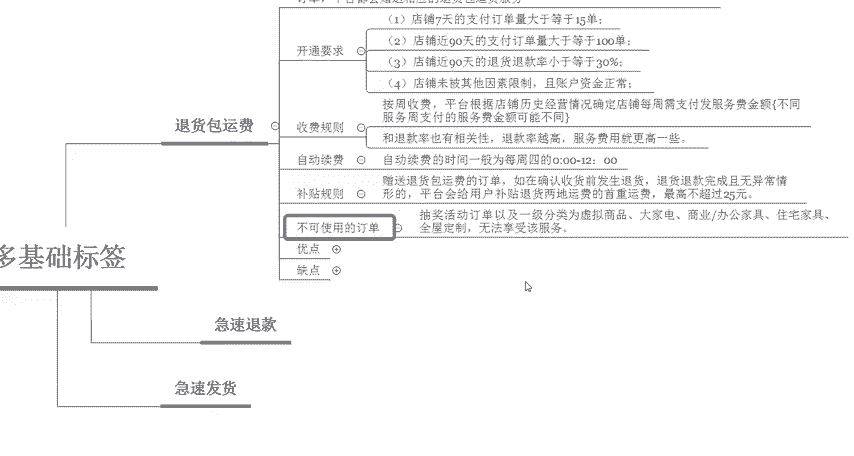 开通要求
（1）店铺7天的支付订单量大于等于15单；
（2）店铺近90天的支付订单量大于等于100单；
（3）店铺近90天的退货退款率小于等于30%；
（4）店铺未被其他因素限制，且账户资金正常；
退货包运费
收费规则
按周收费，平台根据店铺历史经营情况确定店铺每周需支付发服务费金额{不同
服务周支付的服务费金额可能不同}
和退款率也有相关性，退款率越高，服务费用就更高一些。
自动续费
自动续费的时间一般为每周四的0:00-12：00
补贴规则
赠送退货包运费的订单，如在确认收货前发生退货，退货退款完成且无异常情
形的，平台会给用户补贴退货两地运费的首重运费，最高不超过25元。
不可使用的订单
抽奖活动订单以及一级分类为虚拟商品、大家电、商业/办公家具、住宅家具、
全屋定制，无法享受该服务。
优点
缺点
多基础标签
急速退款
急速发货